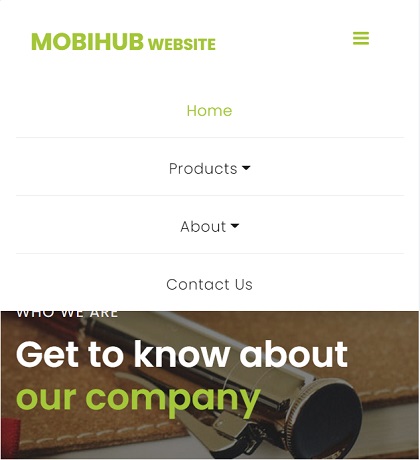 MOBIHUB WEBSITE
Home
Products
About
Contact Us
WHO WE ARE
Get to know about
our company